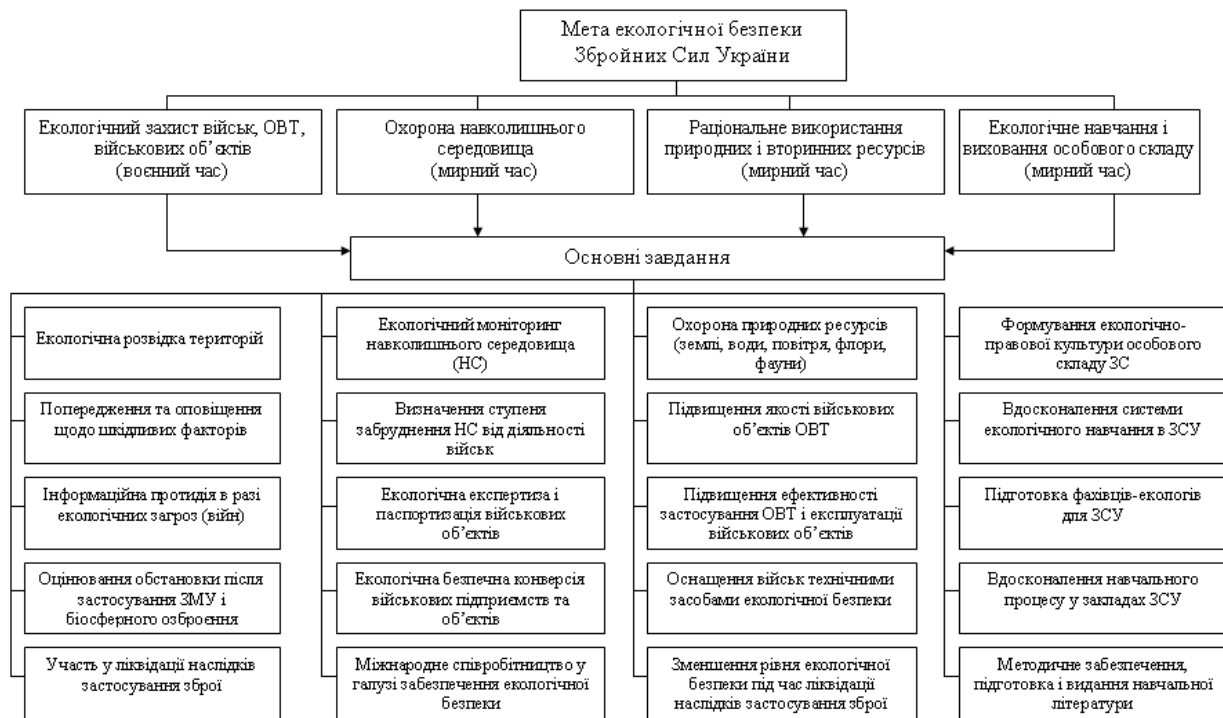 Мета екологічної безпеки
Збройних Сил України
Екологічний захист військ, ОВТ,
військових об’єктів
(воєнний час)
Охорона навколишнього
середовища
(мирний час)
Раціональне використання
природних і вторинних ресурсів
(мирний час)
Екологічне навчання і
виховання особового складу
(мирний час)
Основні завдання
Екологічна розвідка територій
Попередження та оповіщення
щодо шкідливих факторів
Інформаційна протидія в разі
екологічних загроз (війн)
Оцінювання обстановки після
застосування ЗМУ і
біосферного озброєння
Участь у ліквідації наслідків
застосування зброї
Екологічний моніторинг
навколишнього середовища
(НС)
Визначення ступеня
забруднення НС від діяльності
військ
Екологічна експертиза і
паспортизація військових
об’єктів
Екологічна безпечна конверсія
військових підприємств та
об’єктів
Міжнародне співробітництво у
галузі забезпечення екологічної
безпеки
Охорона природних ресурсів
(землі, води, повітря, флори,
фауни)
Підвищення якості військових
об’єктів ОВТ
Підвищення ефективності
застосування ОВТ і експлуатації
військових об’єктів
Оснащення військ технічними
засобами екологічної безпеки
Зменшення рівня екологічної
безпеки під час ліквідації
наслідків застосування зброї
Формування екологічно-
правової культури особового
складу ЗС
Вдосконалення системи
екологічного навчання в ЗСУ
Підготовка фахівців-екологів
для ЗСУ
Вдосконалення навчального
процесу у закладах ЗСУ
Методичне забезпечення,
підготовка і видання навчальної
літератури